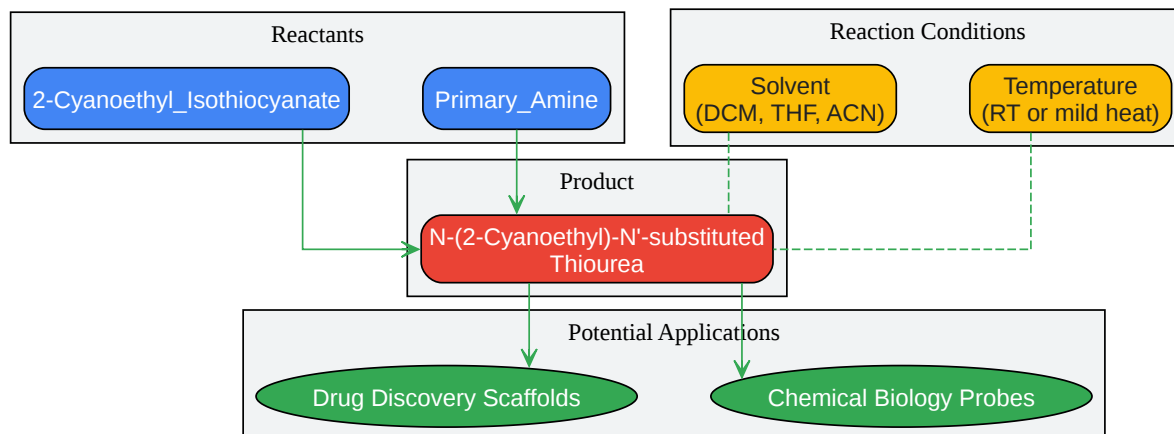 Reactants
2-Cyanoethyl_Isothiocyanate
Primary_Amine
Reaction Conditions
Solvent
(DCM, THF, ACN)
Temperature
(RT or mild heat)
Product
N-(2-Cyanoethyl)-N'-substituted
Thiourea
Potential Applications
Drug Discovery Scaffolds
Chemical Biology Probes